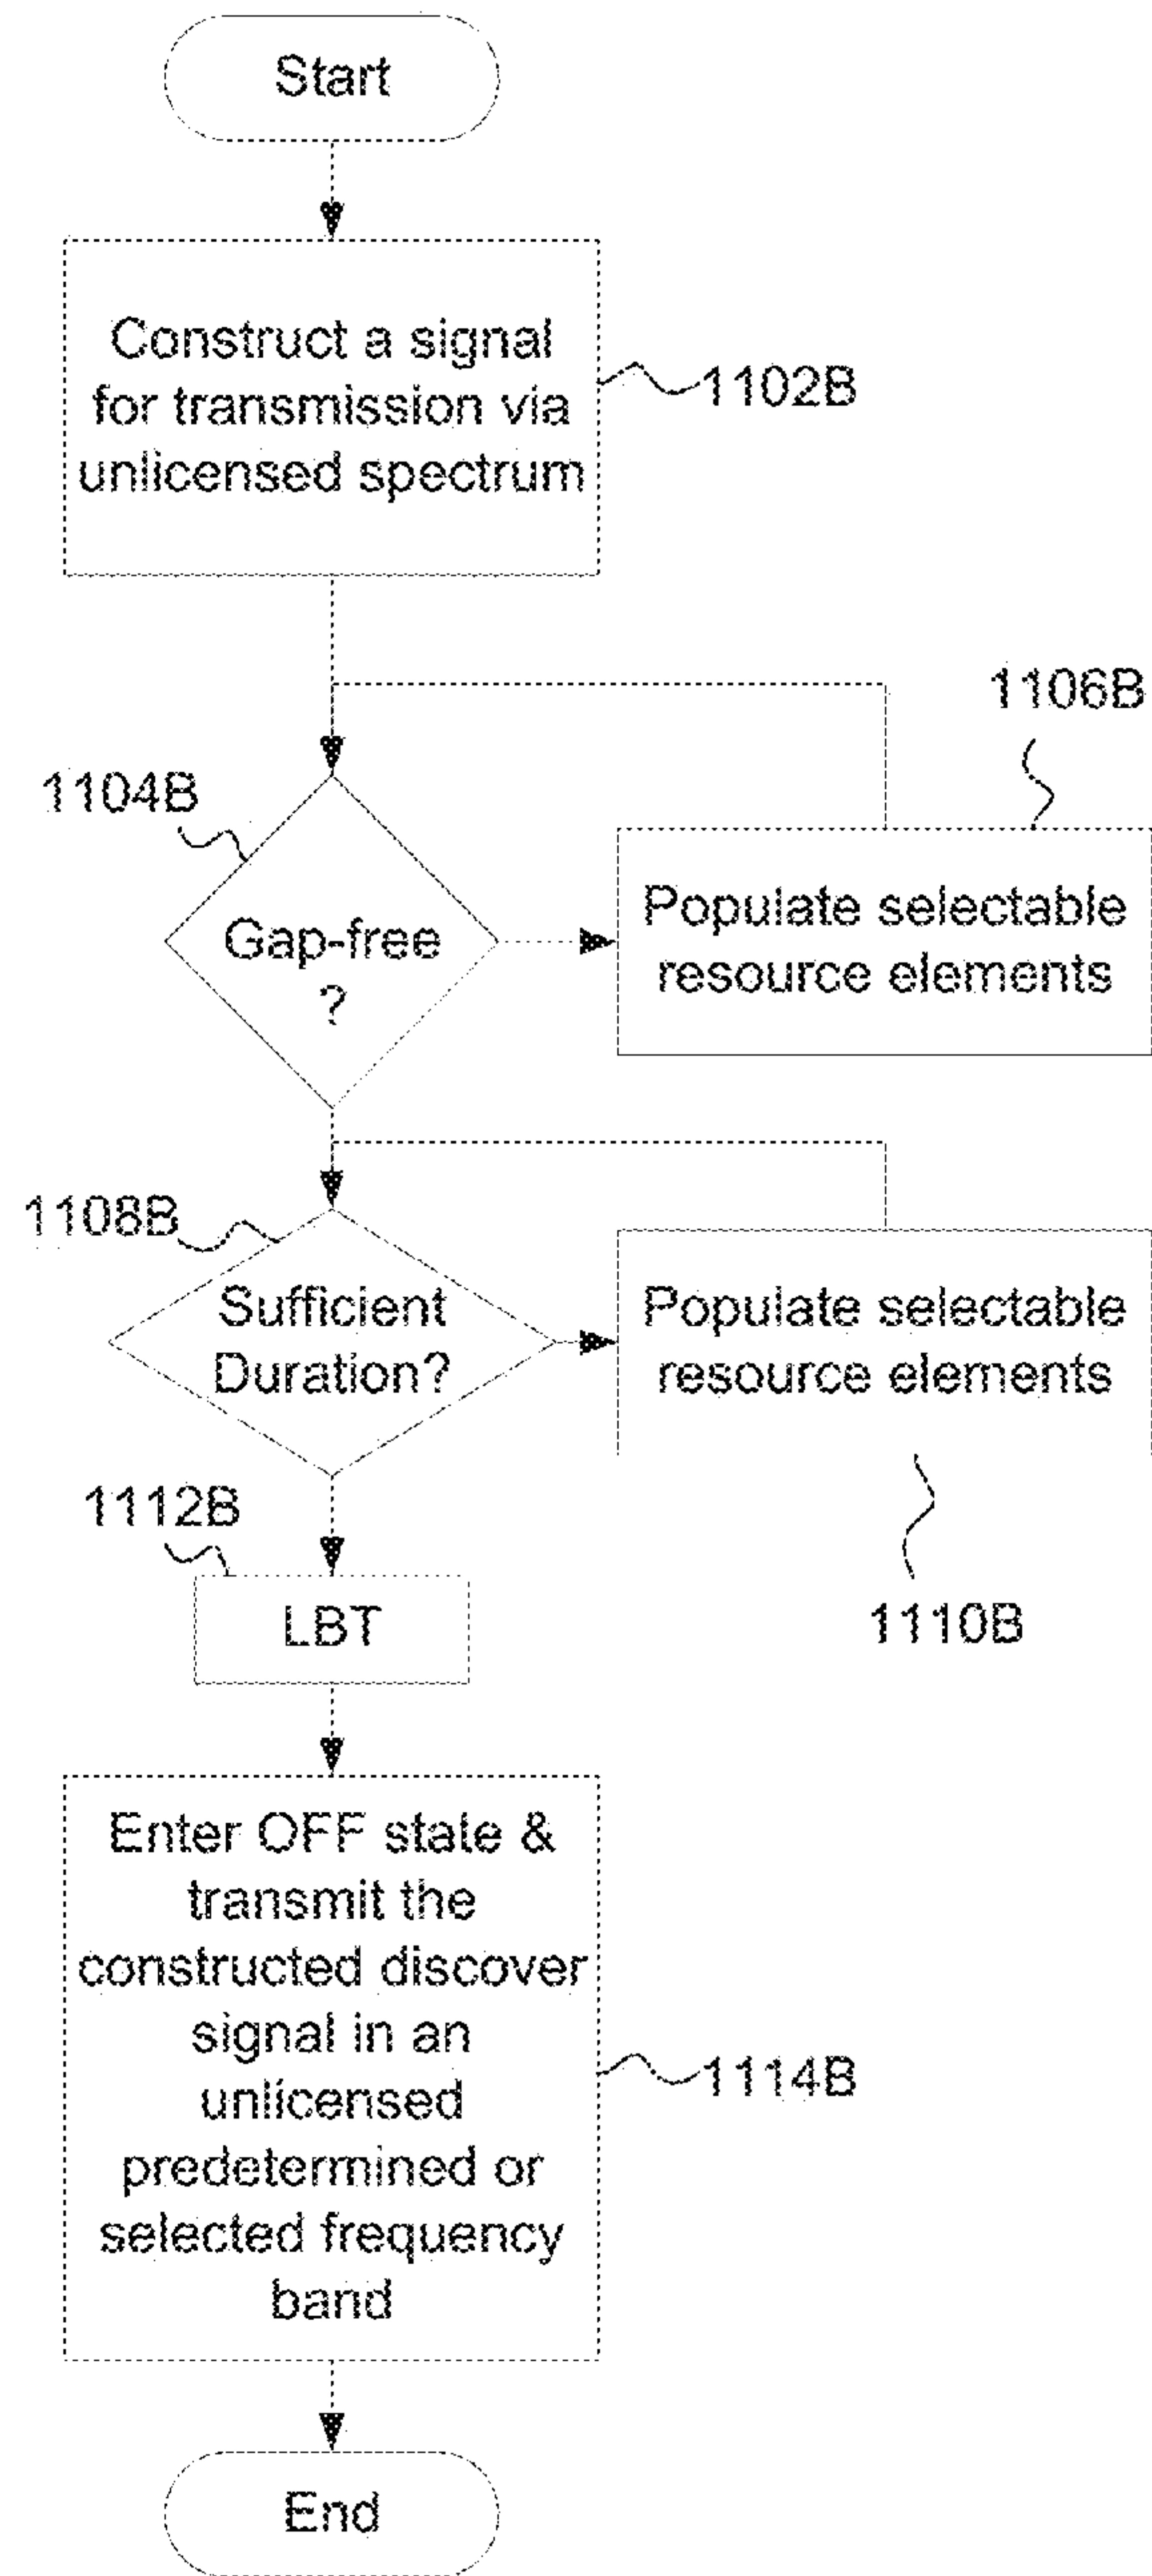 Start
Construct a signal
for transmission via
unlicensed spectrum
1102B
1106B
1104B
Gap-free
?
Populate selectable
resource elements
1108B
Sufficient
Duration?
Populate selectable
resource elements
1112B
LBT
1110B
Enter OFF state &
transmit the
constructed discover
signal in an
unlicensed
predetermined or
selected frequency
band
1114B
End